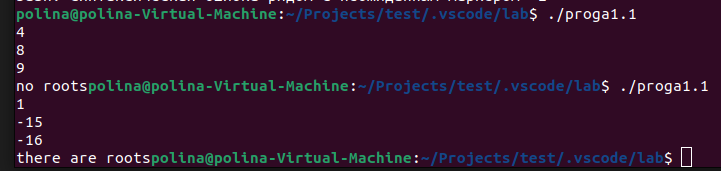 polina@polina-Virtual-Machine:~/Projects/test/.vscode/lab$ ./proga1.1
4
8
9
no rootspolina@polina-Virtual-Machine:~/Projects/test/.vscode/lab$ ./proga1.1
1
-15
-16
there are rootspolina@polina-Virtual-Machine:~/Projects/test/.vscode/lab$